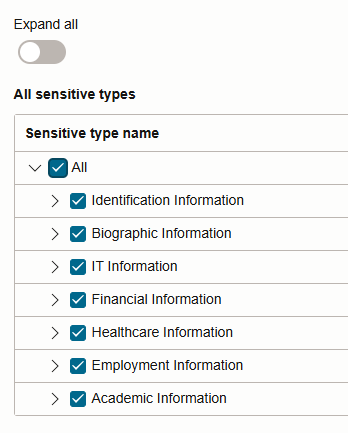 Expand all
All sensitive types
Sensitive type name
All
Identification Information
Biographic Information
IT Information
Financial Information
Healthcare Information
Employment Information
Academic Information